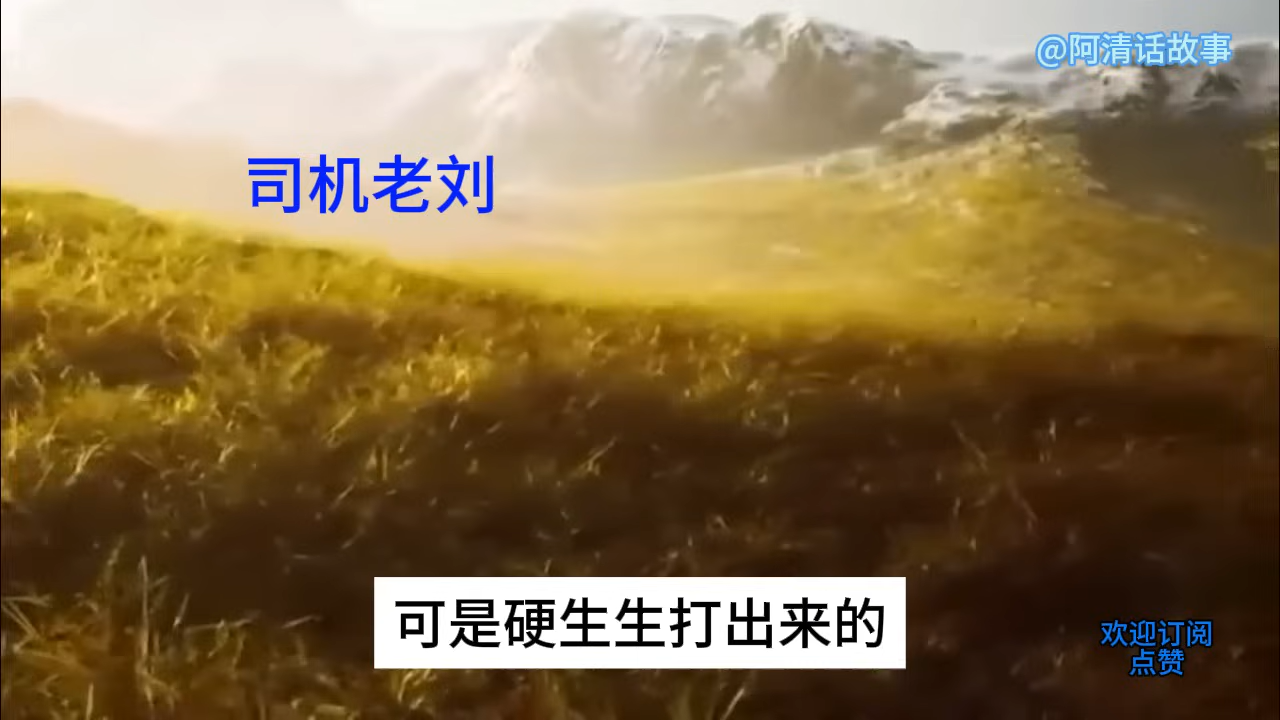 @阿清话故事
司机老刘
可是硬生生打出来的
欢迎订阅
点赞